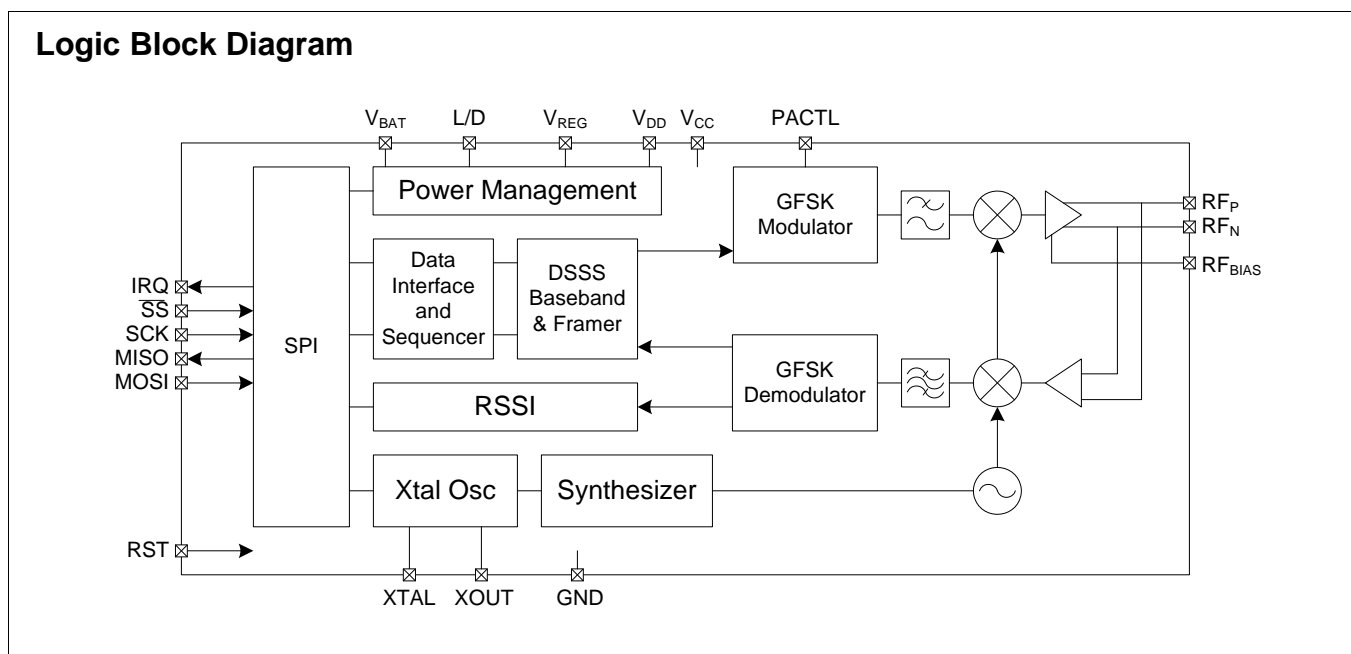 Logic Block Diagram
VBAT
L/D
VREG
VDD
VCC
PACTL
Power Management
GFSK
Modulator
RFP
RFN
RFBIAS
Data
Interface
and
Sequencer
DSSS
Baseband
& Framer
IRQ
SS
SCK
MISO
MOSI
SPI
GFSK
Demodulator
RSSI
Xtal Osc
Synthesizer
RST
XTAL
XOUT
GND